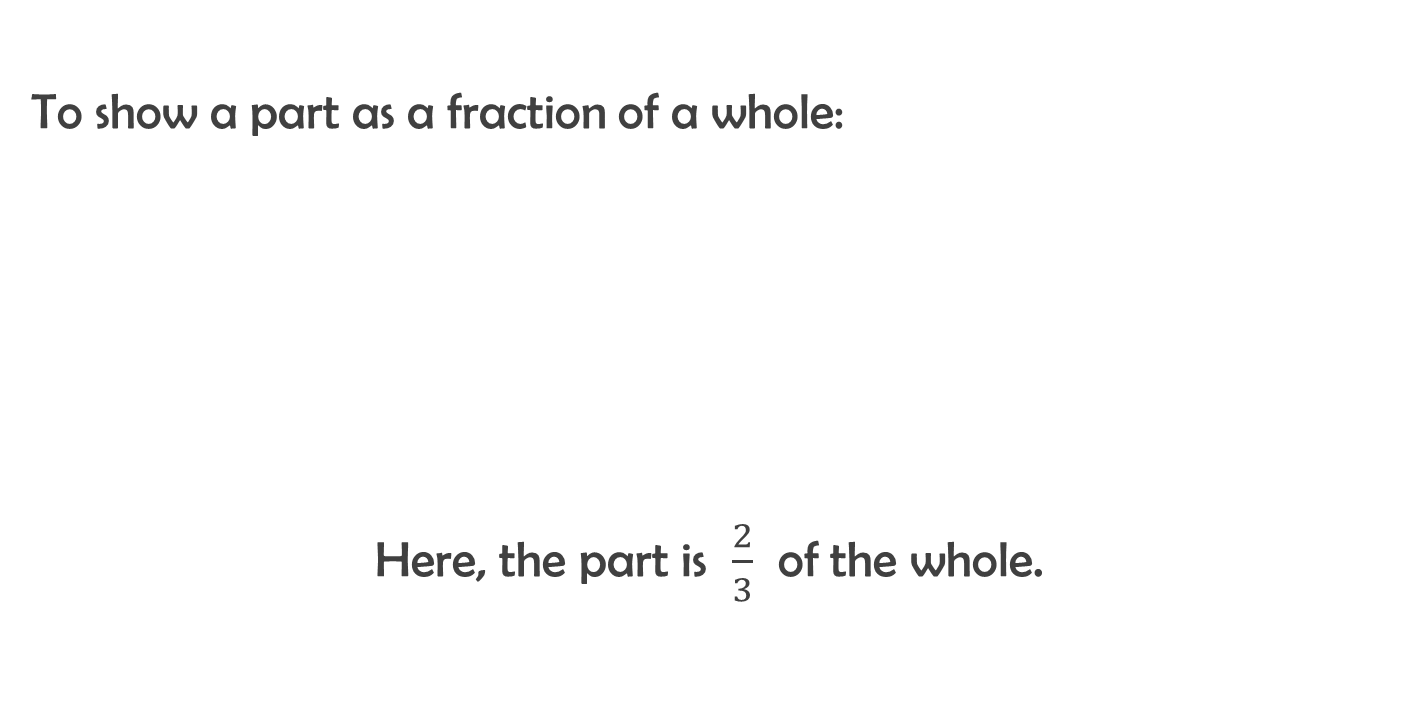 To show a part as a fraction of a whole:
Here, the part is 2/3 of the whole.